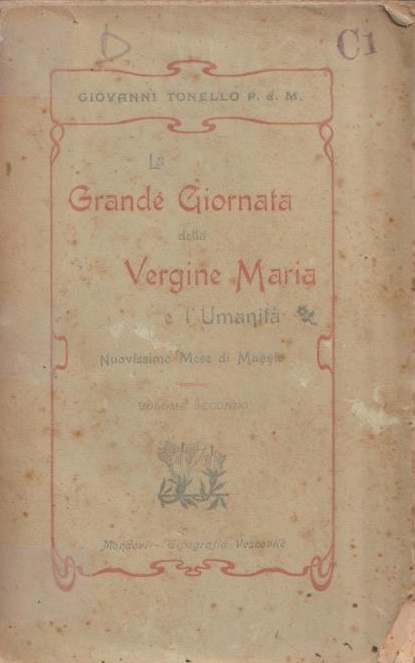 D
C1
GIOVANNI TONELLO P. d. M.
La
Grande Giornata
della
Vergine Maria
e l'Umanità
Nuovissimo Mese di Maggio
VOLUME SECONDO
Mondovì - Tipografia Vescovile